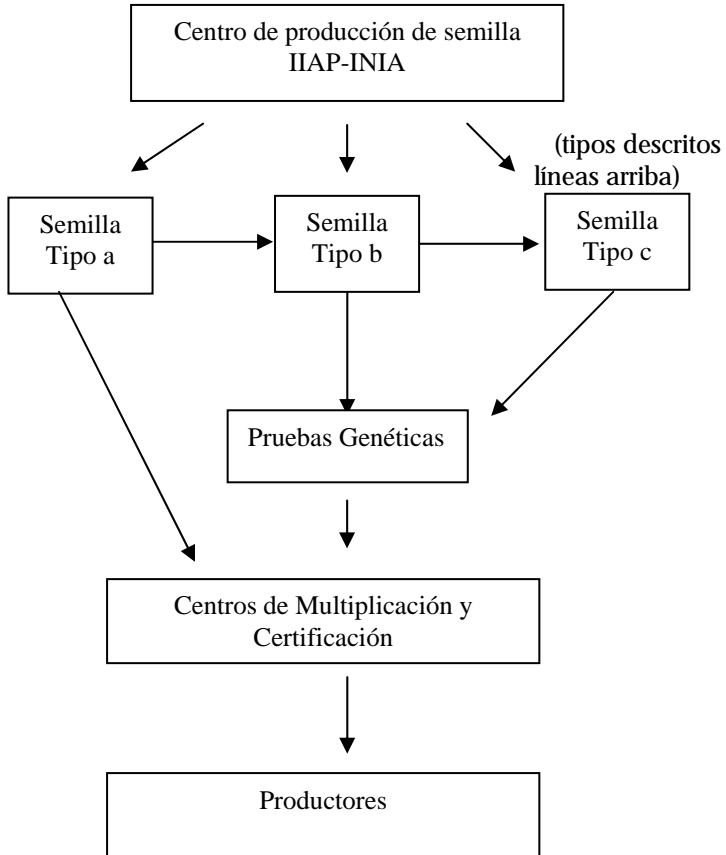 Centro de producción de semilla
IIAP-INIA
(tipos descritos
líneas arriba)
Semilla
Tipo a
Semilla
Tipo b
Semilla
Tipo c
Pruebas Genéticas
Centros de Multiplicación y
Certificación
Productores